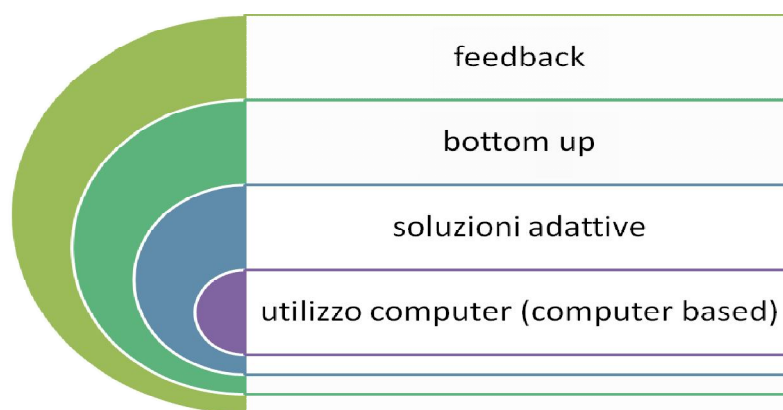 feedback
bottom up
soluzioni adattive
utilizzo computer (computer based)